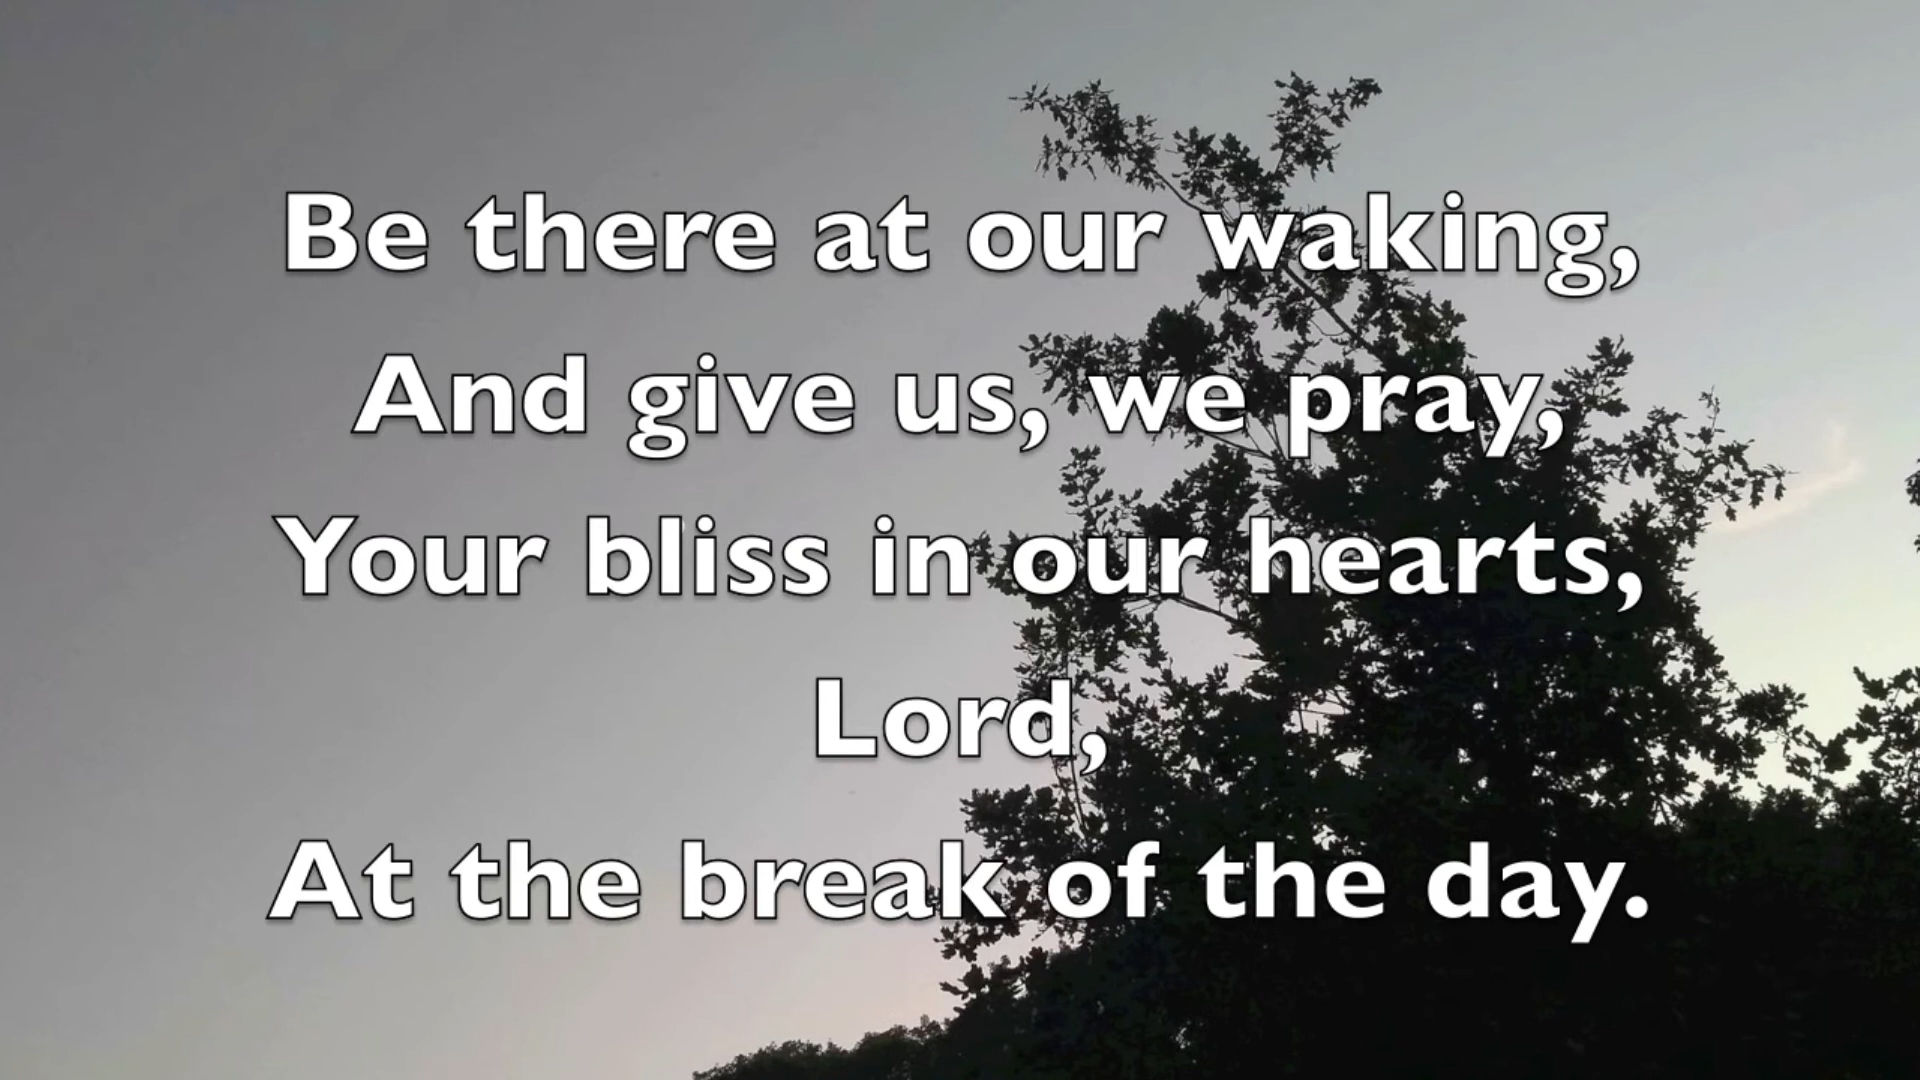 Be there at our waking,
And give us, we pray,
Your bliss in our hearts,
Lord,
At the break of the day.